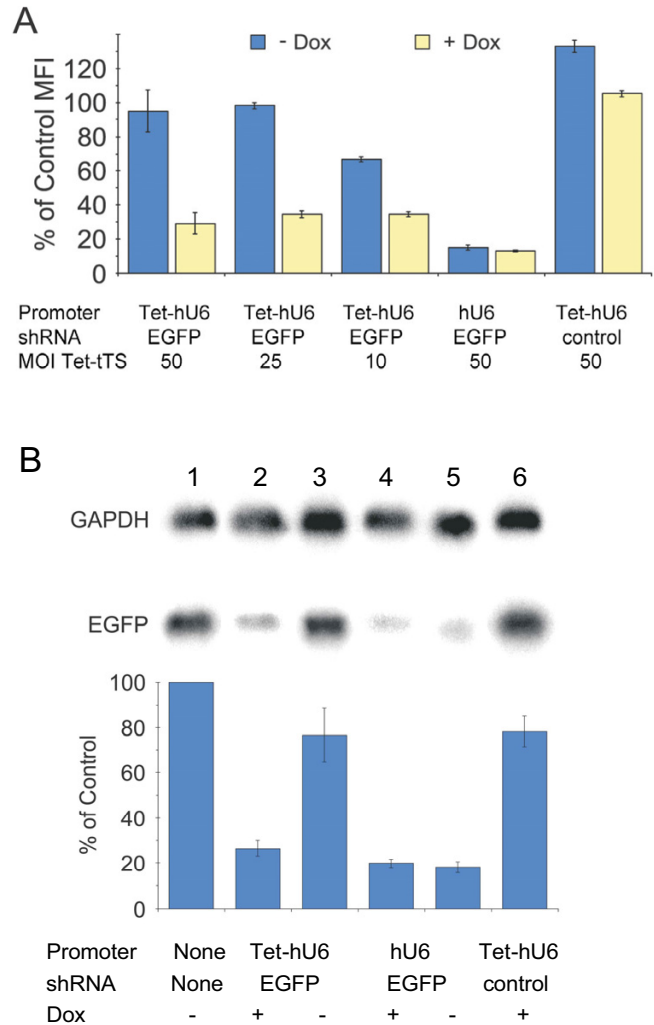 A
- Dox + Dox
% of Control MFI
120
100
80
60
40
20
0
Promoter Tet-hU6 Tet-hU6 Tet-hU6 hU6 Tet-hU6
shRNA EGFP EGFP EGFP EGFP control
MOI Tet-tTS 50 25 10 50 50
B
1 2 3 4 5 6
GAPDH
EGFP
% of Control
100
80
60
40
20
0
Promoter None Tet-hU6 hU6 Tet-hU6
shRNA None EGFP EGFP control
Dox - + - + - +